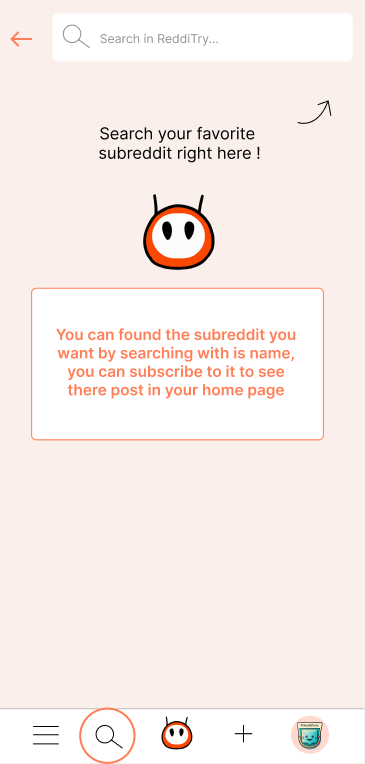 Search in ReddiTry...
Search your favorite
subreddit right here !
You can found the subreddit you
want by searching with is name,
you can subscribe to it to see
there post in your home page